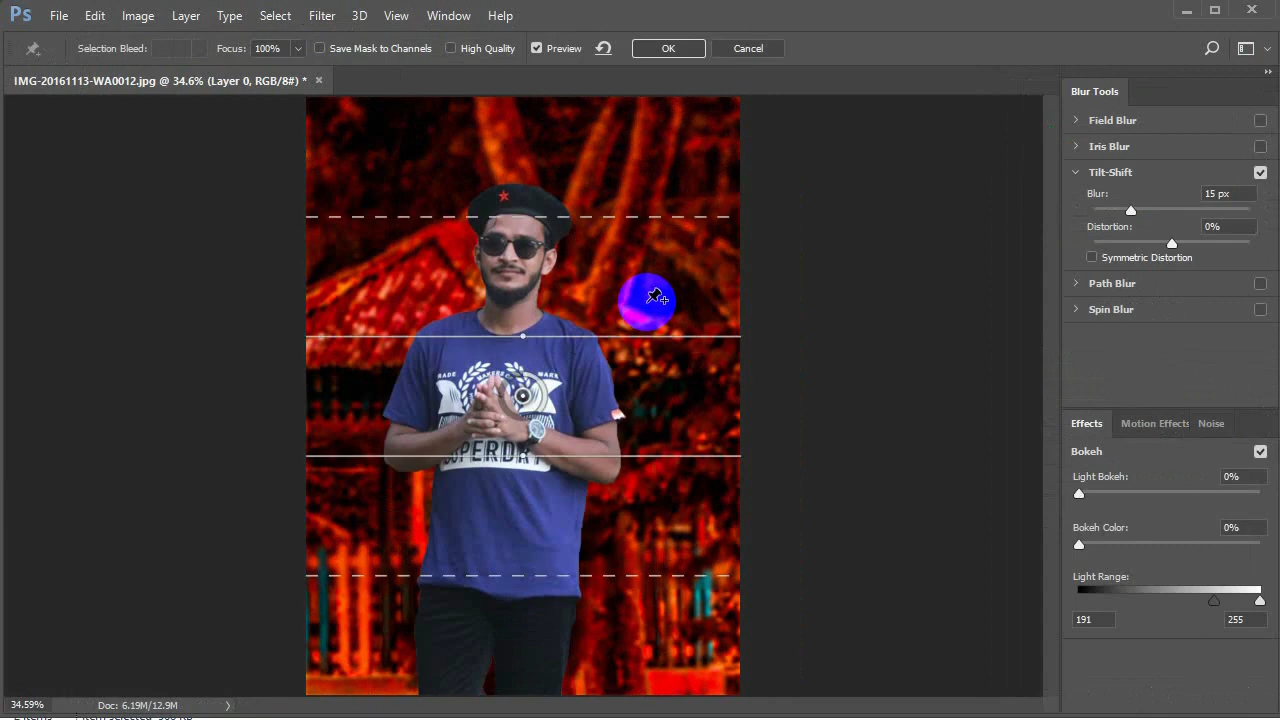 Ps File Edit Image Layer Type Select Filter 3D View Window Help
Selection Bleed: Focus: 100% Save Mask to Channels High Quality Preview OK Cancel
IMG-20161113-WA0012.jpg @ 34.6% (Layer 0, RGB/8#) * ×
Blur Tools
Field Blur
Iris Blur
Tilt-Shift
Blur: 15 px
Distortion: 0%
Symmetric Distortion
Path Blur
Spin Blur
MARK
SUPERDRY
Effects Motion Effects Noise
Bokeh
Light Bokeh: 0%
Bokeh Color: 0%
Light Range:
191 255
34.59% Doc: 6.19M/12.9M